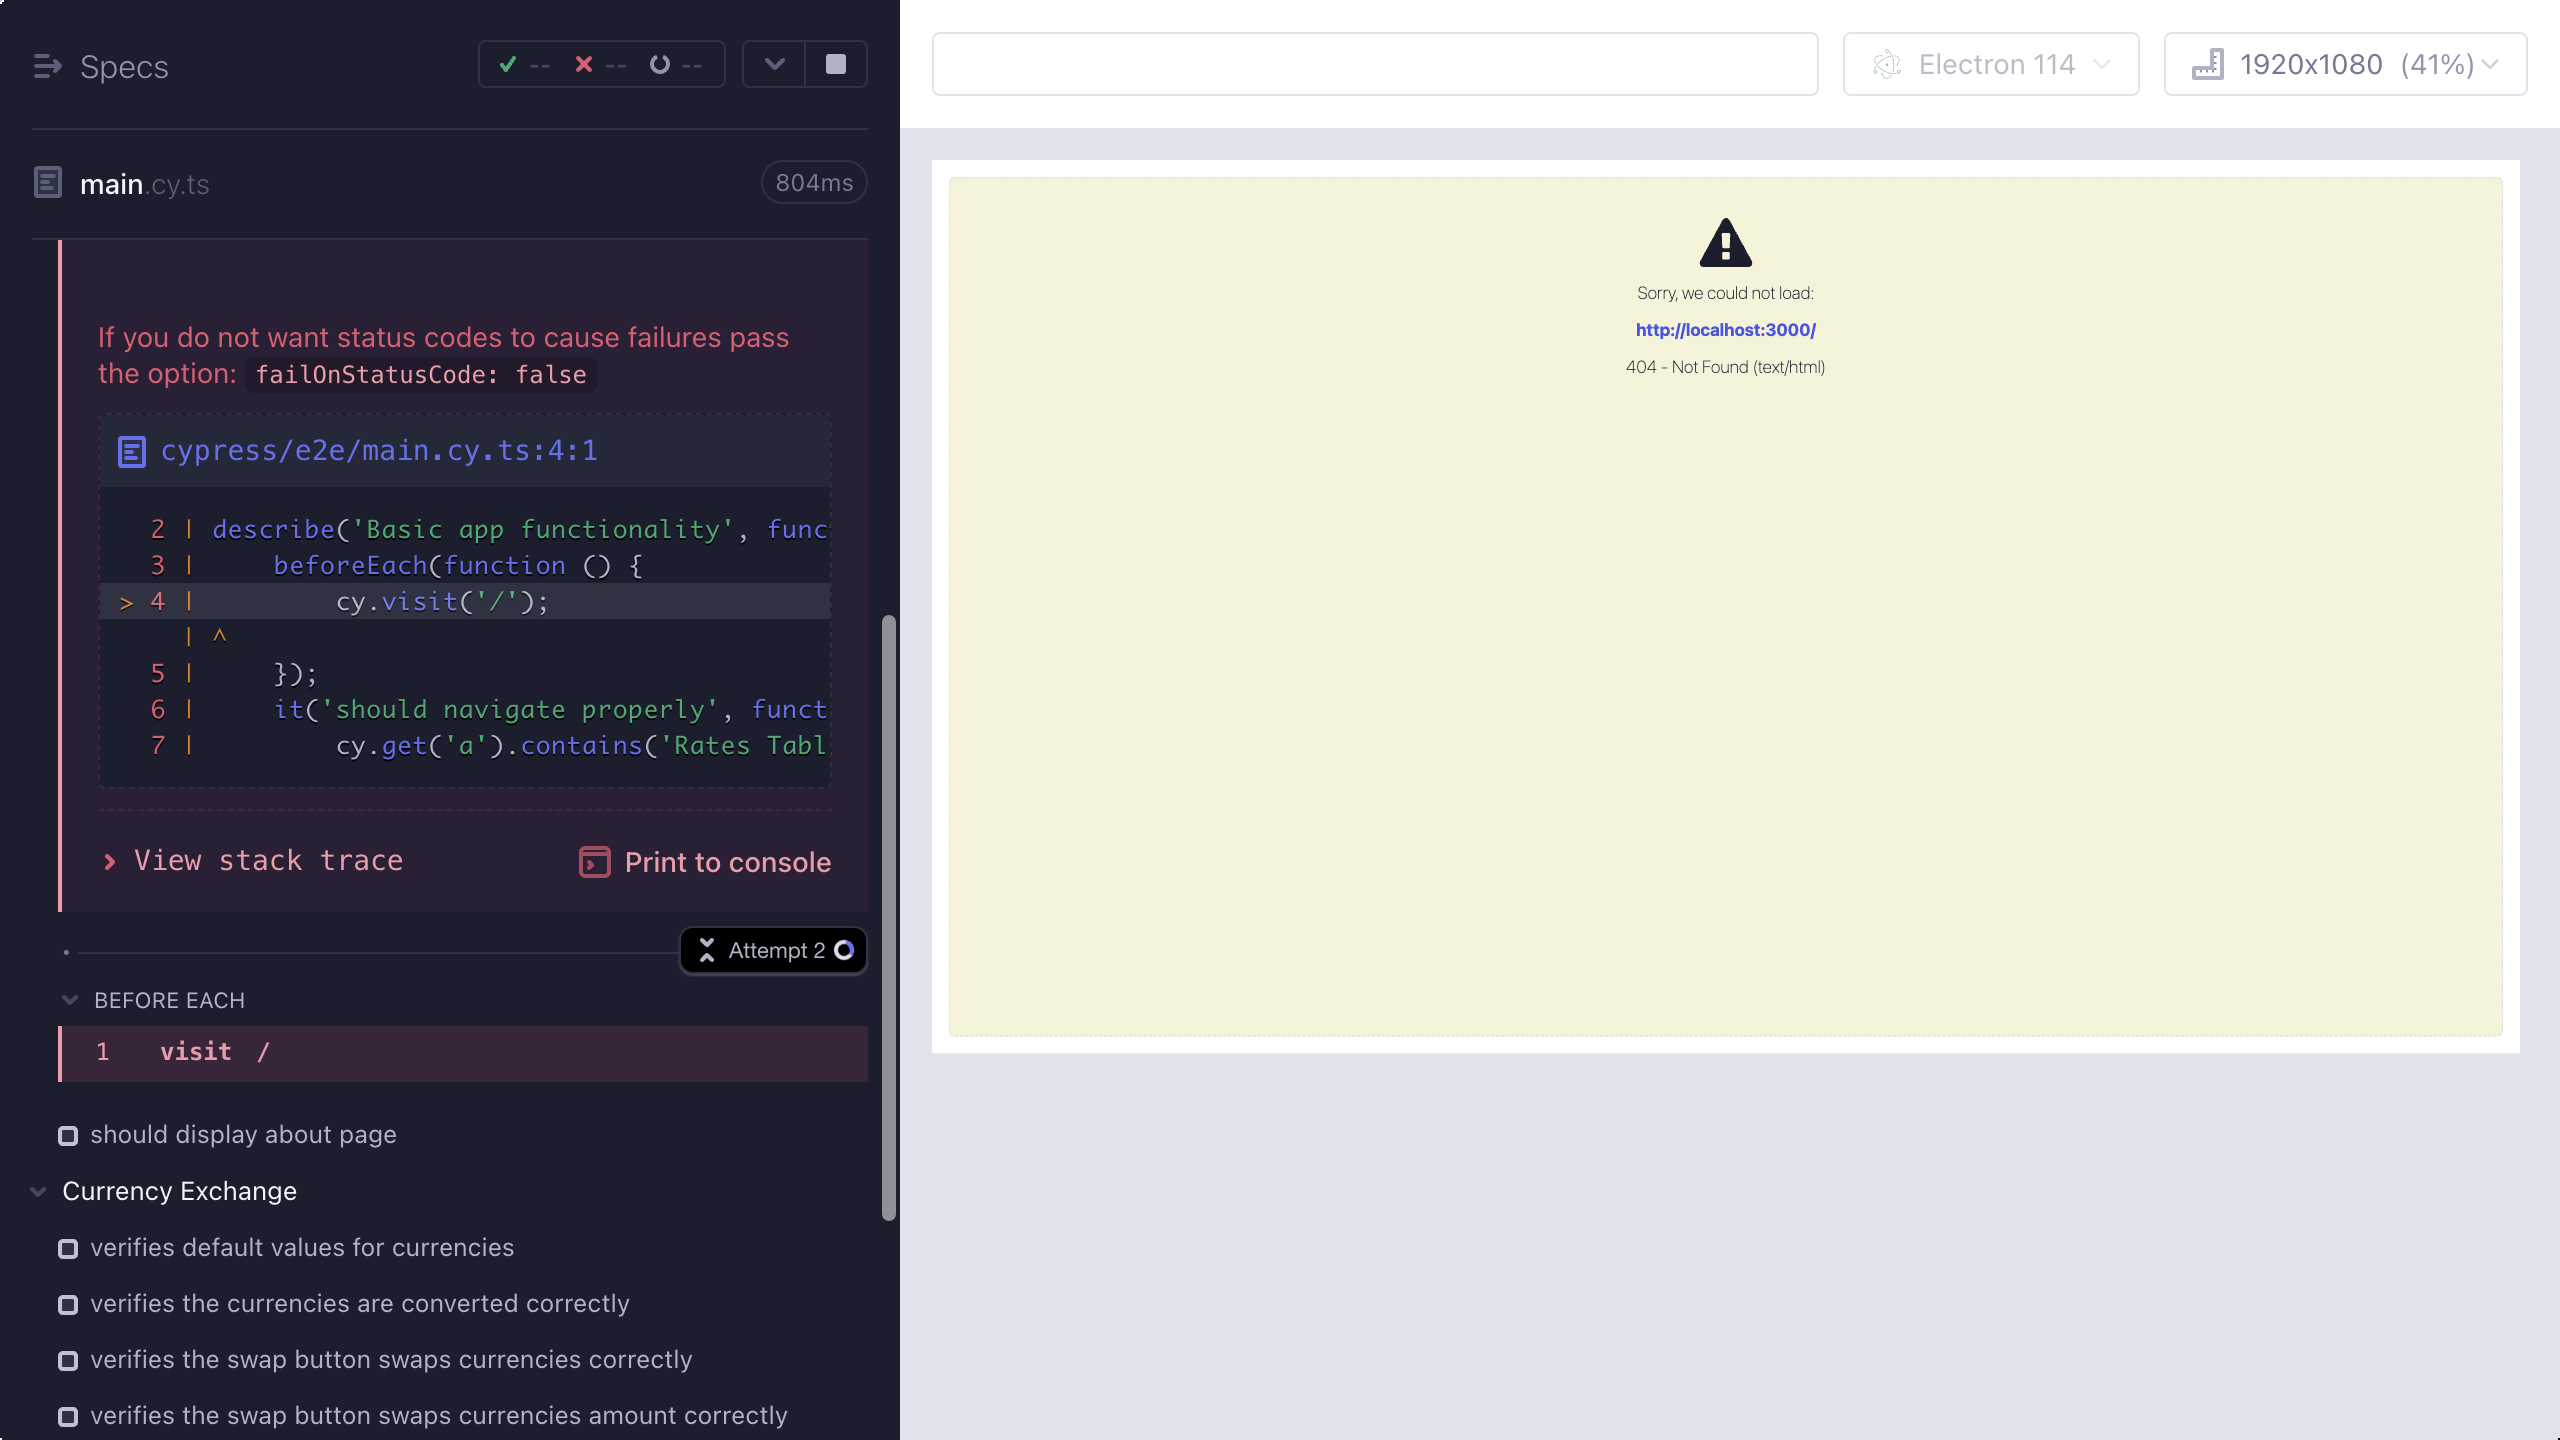 Specs
--
--
--
Electron 114
1920x1080 (41%)
main.cy.ts
804ms
If you do not want status codes to cause failures pass
the option: failOnStatusCode: false
cypress/e2e/main.cy.ts:4:1
2 | describe('Basic app functionality', func
3 |     beforeEach(function () {
> 4 |         cy.visit('/');
| ^
5 |     });
6 |     it('should navigate properly', funct
7 |         cy.get('a').contains('Rates Tabl
View stack trace
Print to console
Attempt 2
BEFORE EACH
1 visit /
should display about page
Currency Exchange
verifies default values for currencies
verifies the currencies are converted correctly
verifies the swap button swaps currencies correctly
verifies the swap button swaps currencies amount correctly
Sorry, we could not load:
http://localhost:3000/
404 - Not Found (text/html)